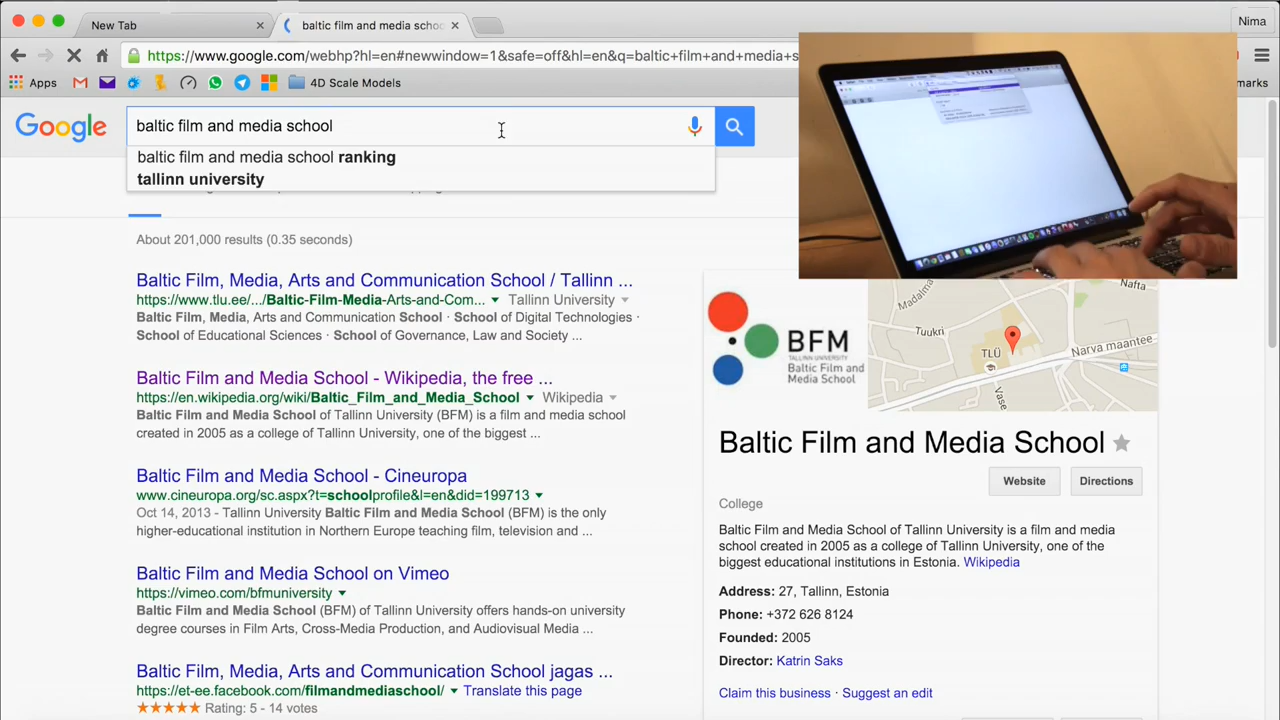 New Tab
baltic film and media schoo
Nima
https://www.google.com/webhp?hl=en#newwindow=1&safe=off&hl=en&q=baltic+film+and+media+s
Apps
4D Scale Models
marks
Google
baltic film and media school
baltic film and media school ranking
tallinn university
About 201,000 results (0.35 seconds)
Baltic Film, Media, Arts and Communication School / Tallinn ...
https://www.tlu.ee/.../Baltic-Film-Media-Arts-and-Com... Tallinn University
Baltic Film, Media, Arts and Communication School · School of Digital Technologies ·
School of Educational Sciences · School of Governance, Law and Society ...
Baltic Film and Media School - Wikipedia, the free ...
https://en.wikipedia.org/wiki/Baltic_Film_and_Media_School Wikipedia
Baltic Film and Media School of Tallinn University (BFM) is a film and media school
created in 2005 as a college of Tallinn University, one of the biggest ...
Baltic Film and Media School - Cineuropa
www.cineuropa.org/sc.aspx?t=schoolprofile&l=en&did=199713
Oct 14, 2013 - Tallinn University Baltic Film and Media School (BFM) is the only
higher-educational institution in Northern Europe teaching film, television and ...
Baltic Film and Media School on Vimeo
https://vimeo.com/bfmuniversity
Baltic Film and Media School (BFM) of Tallinn University offers hands-on university
degree courses in Film Arts, Cross-Media Production, and Audiovisual Media ...
Baltic Film, Media, Arts and Communication School jagas ...
https://et-ee.facebook.com/filmandmediaschool/ Translate this page
Rating: 5 - 14 votes
BFM
TALLINN UNIVERSITY
Baltic Film and
Media School
Madalma
Nafta
Tuukri
TLÜ
Narva maantee
Vase
Baltic Film and Media School
Website
Directions
College
Baltic Film and Media School of Tallinn University is a film and media
school created in 2005 as a college of Tallinn University, one of the
biggest educational institutions in Estonia. Wikipedia
Address: 27, Tallinn, Estonia
Phone: +372 626 8124
Founded: 2005
Director: Katrin Saks
Claim this business · Suggest an edit